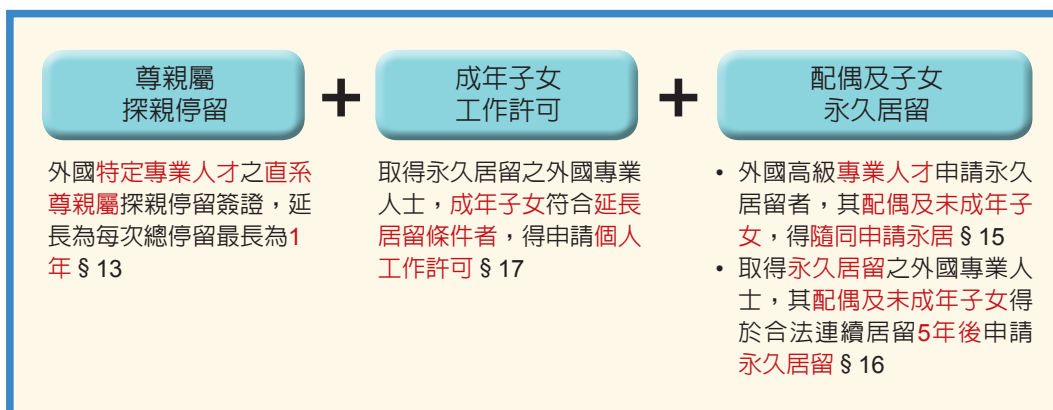 尊親屬
探親停留
+
成年子女
工作許可
+
配偶及子女
永久居留
外國特定專業人才之直系
尊親屬探親停留簽證,延
長為每次總停留最長為1
年 § 13
取得永久居留之外國專業
人士,成年子女符合延長
居留條件者,得申請個人
工作許可 § 17
• 外國高級專業人才申請永久
居留者,其配偶及未成年子
女,得隨同申請永居 § 15
• 取得永久居留之外國專業人
士,其配偶及未成年子女得
於合法連續居留5年後申請
永久居留 § 16